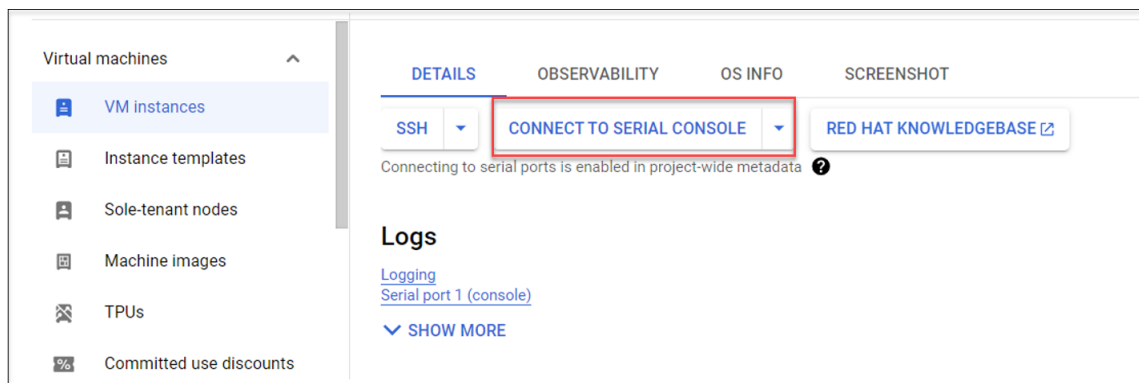 Virtual machines
VM instances
Instance templates
Sole-tenant nodes
Machine images
TPUs
Committed use discounts
DETAILS OBSERVABILITY OS INFO SCREENSHOT
SSH CONNECT TO SERIAL CONSOLE RED HAT KNOWLEDGEBASE
Connecting to serial ports is enabled in project-wide metadata ?
Logs
Logging
Serial port 1 (console)
SHOW MORE